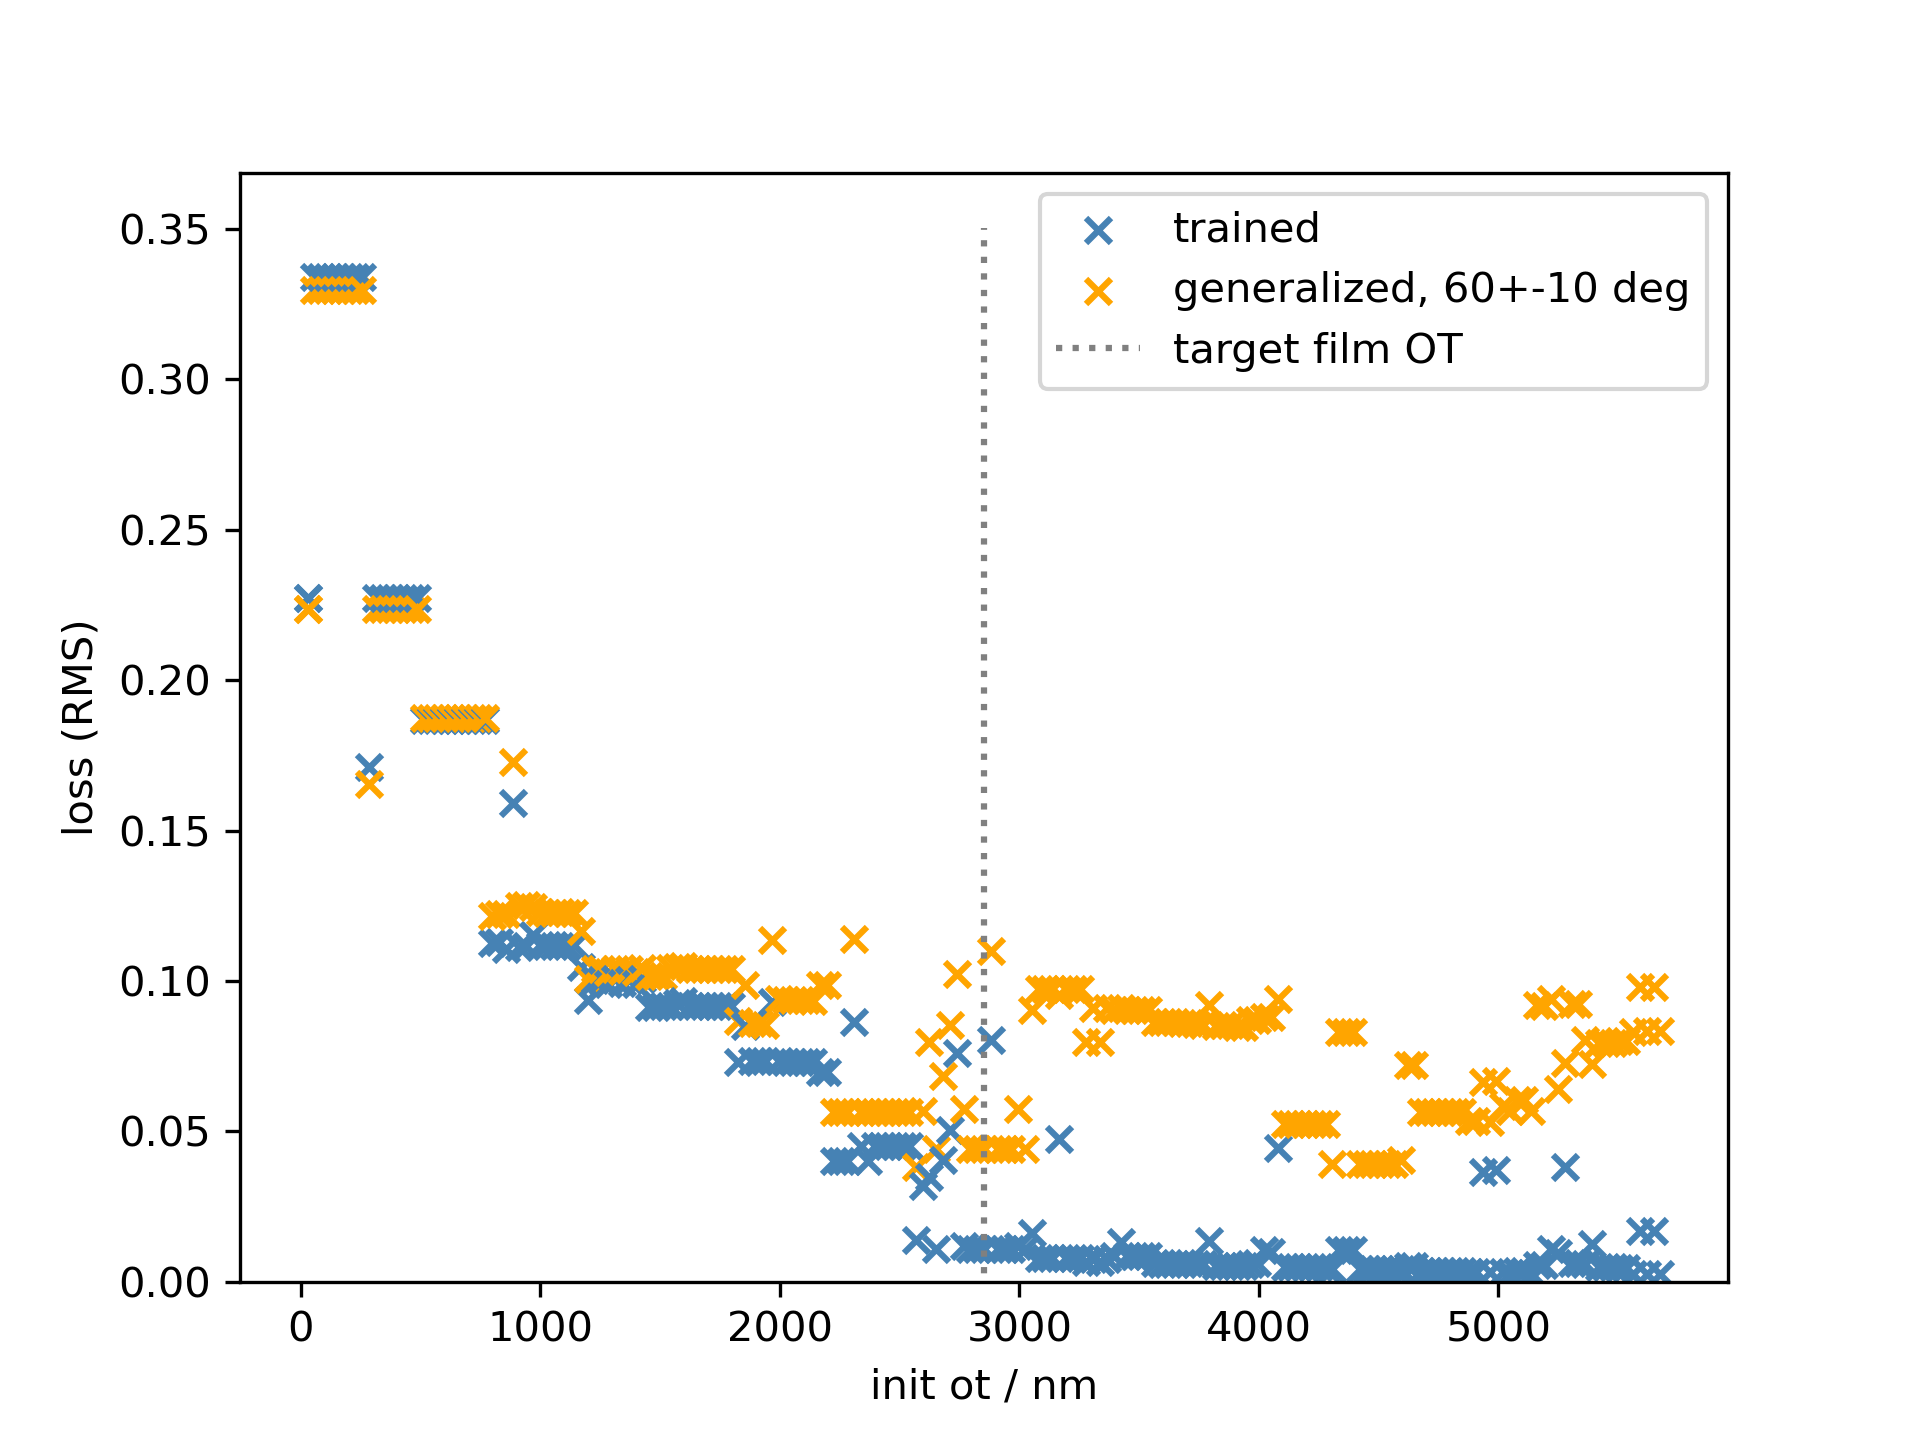 trained
generalized, 60+-10 deg
target film OT
0.35
0.30
0.25
0.20
0.15
0.10
0.05
0.00
loss (RMS)
0 1000 2000 3000 4000 5000
init ot / nm